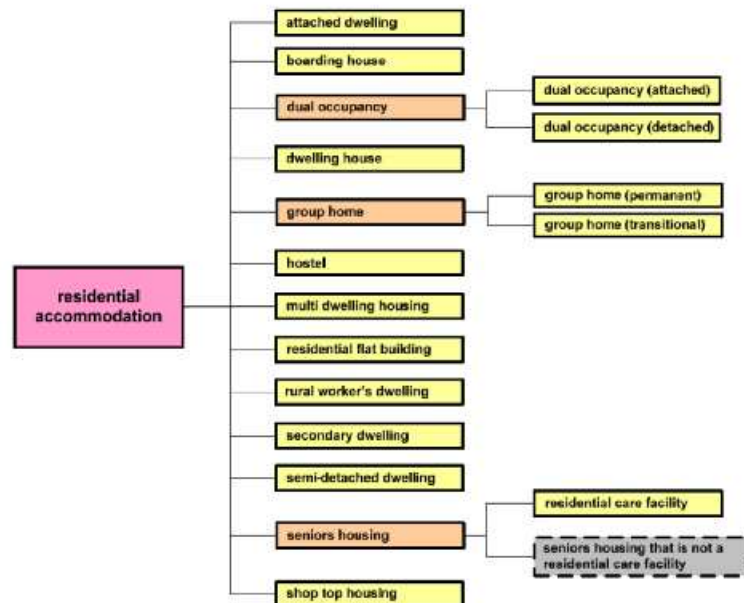 attached dwelling
boarding house
dual occupancy
dual occupancy (attached)
dual occupancy (detached)
dwelling house
group home
group home (permanent)
group home (transitional)
hostel
residential
accommodation
multi dwelling housing
residential flat building
rural worker's dwelling
secondary dwelling
semi-detached dwelling
seniors housing
residential care facility
seniors housing that is not a
residential care facility
shop top housing